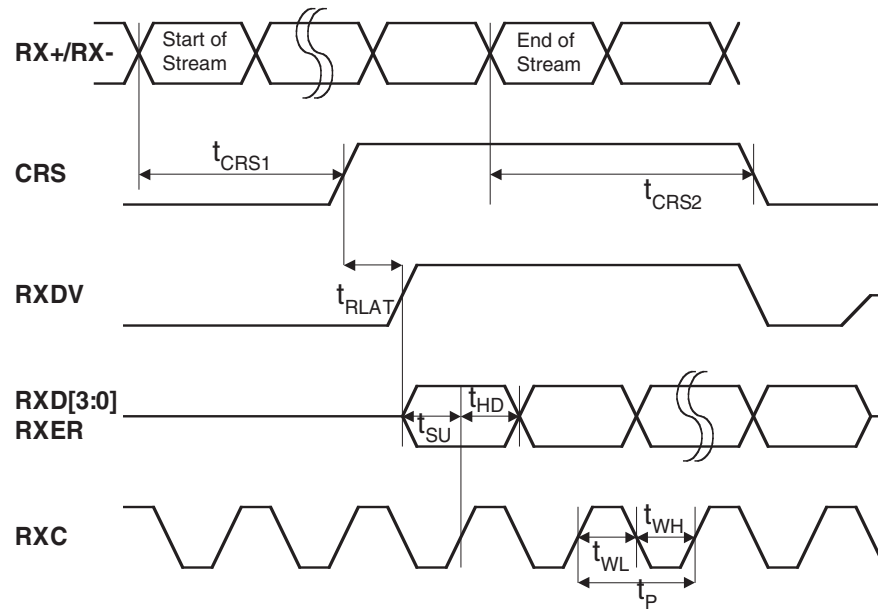 RX+/RX-
Start of
Stream
End of
Stream
CRS
tCRS1
tCRS2
RXDV
tRLAT
RXD[3:0]
RXER
tSU
tHD
RXC
tWL
tWH
tP